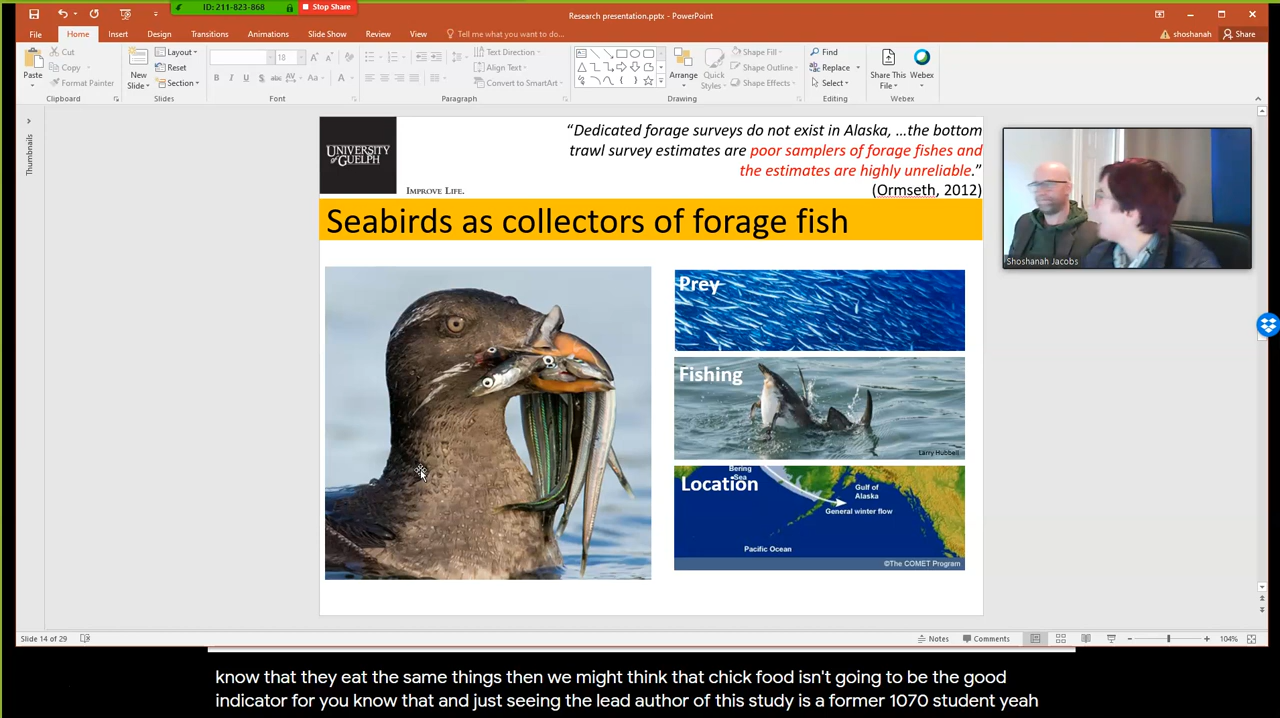 ID: 211-823-868
Stop Share
Research presentation.pptx - PowerPoint
File
Home
Insert
Design
Transitions
Animations
Slide Show
Review
View
Tell me what you want to do...
shoshanah
Share
Paste
Cut
Copy
Format Painter
Clipboard
New
Slide
Layout
Reset
Section
Slides
18
Font
Text Direction
Align Text
Convert to SmartArt
Paragraph
Arrange
Quick
Styles
Shape Fill
Shape Outline
Shape Effects
Drawing
Find
Replace
Select
Editing
Share This
File
Webex
Webex
Thumbnails
UNIVERSITY
OF GUELPH
IMPROVE LIFE.
“Dedicated forage surveys do not exist in Alaska, …the bottom
trawl survey estimates are poor samplers of forage fishes and
the estimates are highly unreliable.”
(Ormseth, 2012)
Seabirds as collectors of forage fish
Prey
Fishing
Larry Hubbell
Location
Bering
Sea
Gulf of
Alaska
General winter flow
Pacific Ocean
©The COMET Program
Shoshanah Jacobs
Slide 14 of 29
Notes
Comments
104%
know that they eat the same things then we might think that chick food isn't going to be the good
indicator for you know that and just seeing the lead author of this study is a former 1070 student yeah